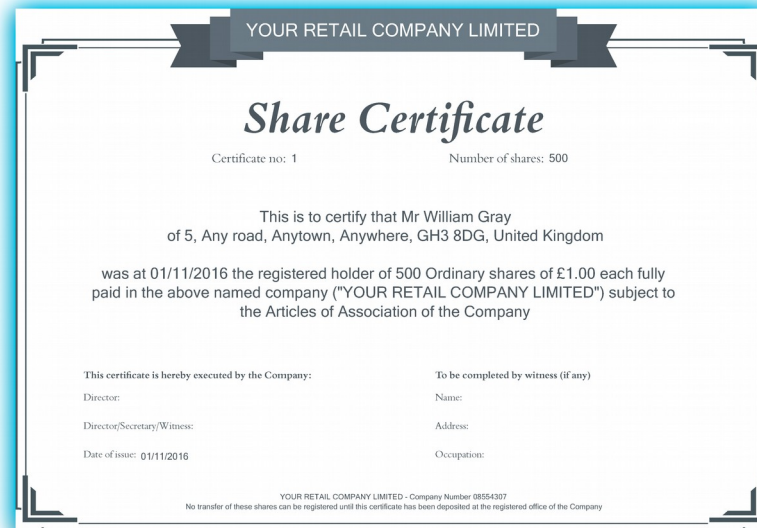 YOUR RETAIL COMPANY LIMITED
Share Certificate
Certificate no: 1 Number of shares: 500
This is to certify that Mr William Gray
of 5, Any road, Anytown, Anywhere, GH3 8DG, United Kingdom
was at 01/11/2016 the registered holder of 500 Ordinary shares of £1.00 each fully
paid in the above named company ("YOUR RETAIL COMPANY LIMITED") subject to
the Articles of Association of the Company
This certificate is hereby executed by the Company: To be completed by witness (if any)
Director: Name:
Director/Secretary/Witness: Address:
Date of issue: 01/11/2016 Occupation:
YOUR RETAIL COMPANY LIMITED - Company Number 08554307
No transfer of these shares can be registered until this certificate has been deposited at the registered office of the Company